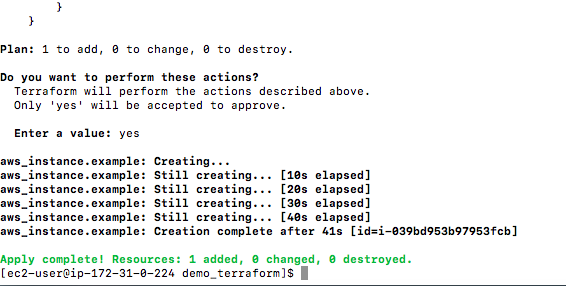 }
}
Plan: 1 to add, 0 to change, 0 to destroy.
Do you want to perform these actions?
Terraform will perform the actions described above.
Only 'yes' will be accepted to approve.
Enter a value: yes
aws_instance.example: Creating...
aws_instance.example: Still creating... [10s elapsed]
aws_instance.example: Still creating... [20s elapsed]
aws_instance.example: Still creating... [30s elapsed]
aws_instance.example: Still creating... [40s elapsed]
aws_instance.example: Creation complete after 41s [id=i-039bd953b97953fcb]
Apply complete! Resources: 1 added, 0 changed, 0 destroyed.
[ec2-user@ip-172-31-0-224 demo_terraform]$